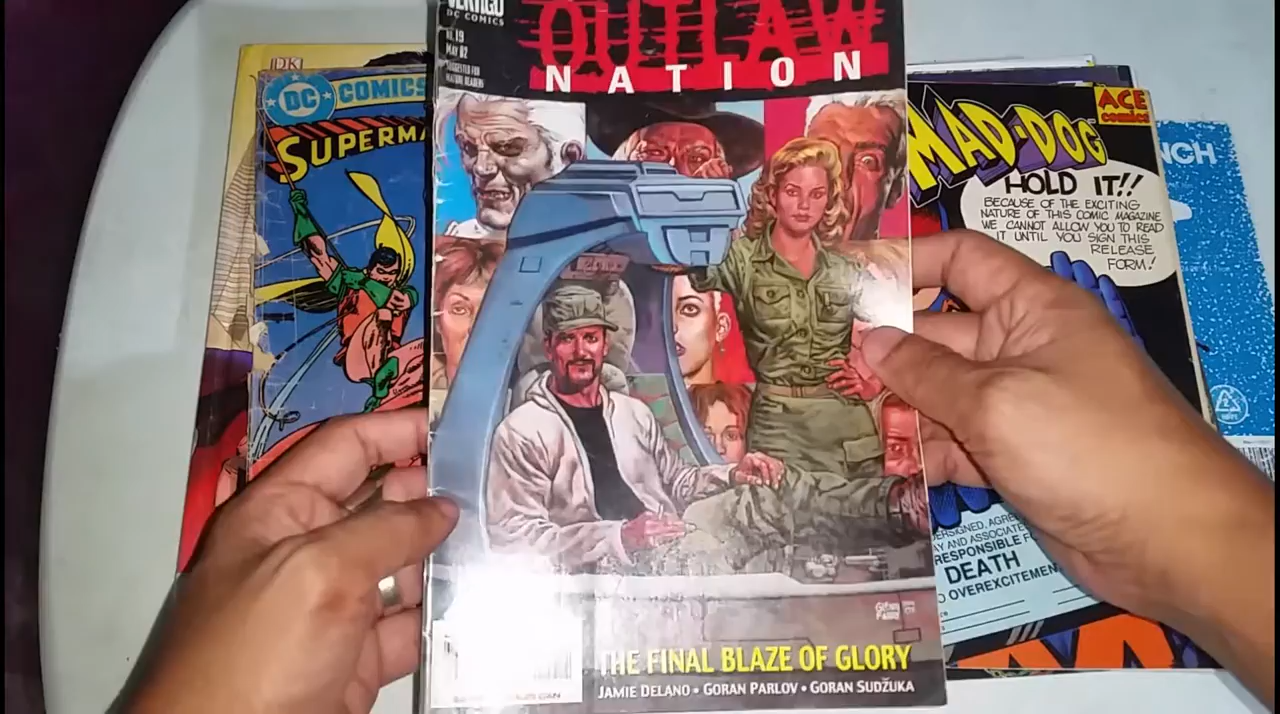 VERTIGO
DC COMICS
NO. 19
MAY 02
SUGGESTED FOR
MATURE READERS
OUTLAW
NATION
THE FINAL BLAZE OF GLORY
JAMIE DELANO • GORAN PARLOV • GORAN SUDŽUKA
DK
DC COMICS
SUPERMA
MAD-DOG
ACE
comics
HOLD IT!!
BECAUSE OF THE EXCITING
NATURE OF THIS COMIC MAGAZINE
WE CANNOT ALLOW YOU TO READ
IT UNTIL YOU SIGN THIS
RELEASE
FORM!
ERSIGNED, AGRE
AY AND ASSOCIATE
RESPONSIBLE F
DEATH
O OVEREXCITEMEN
NCH